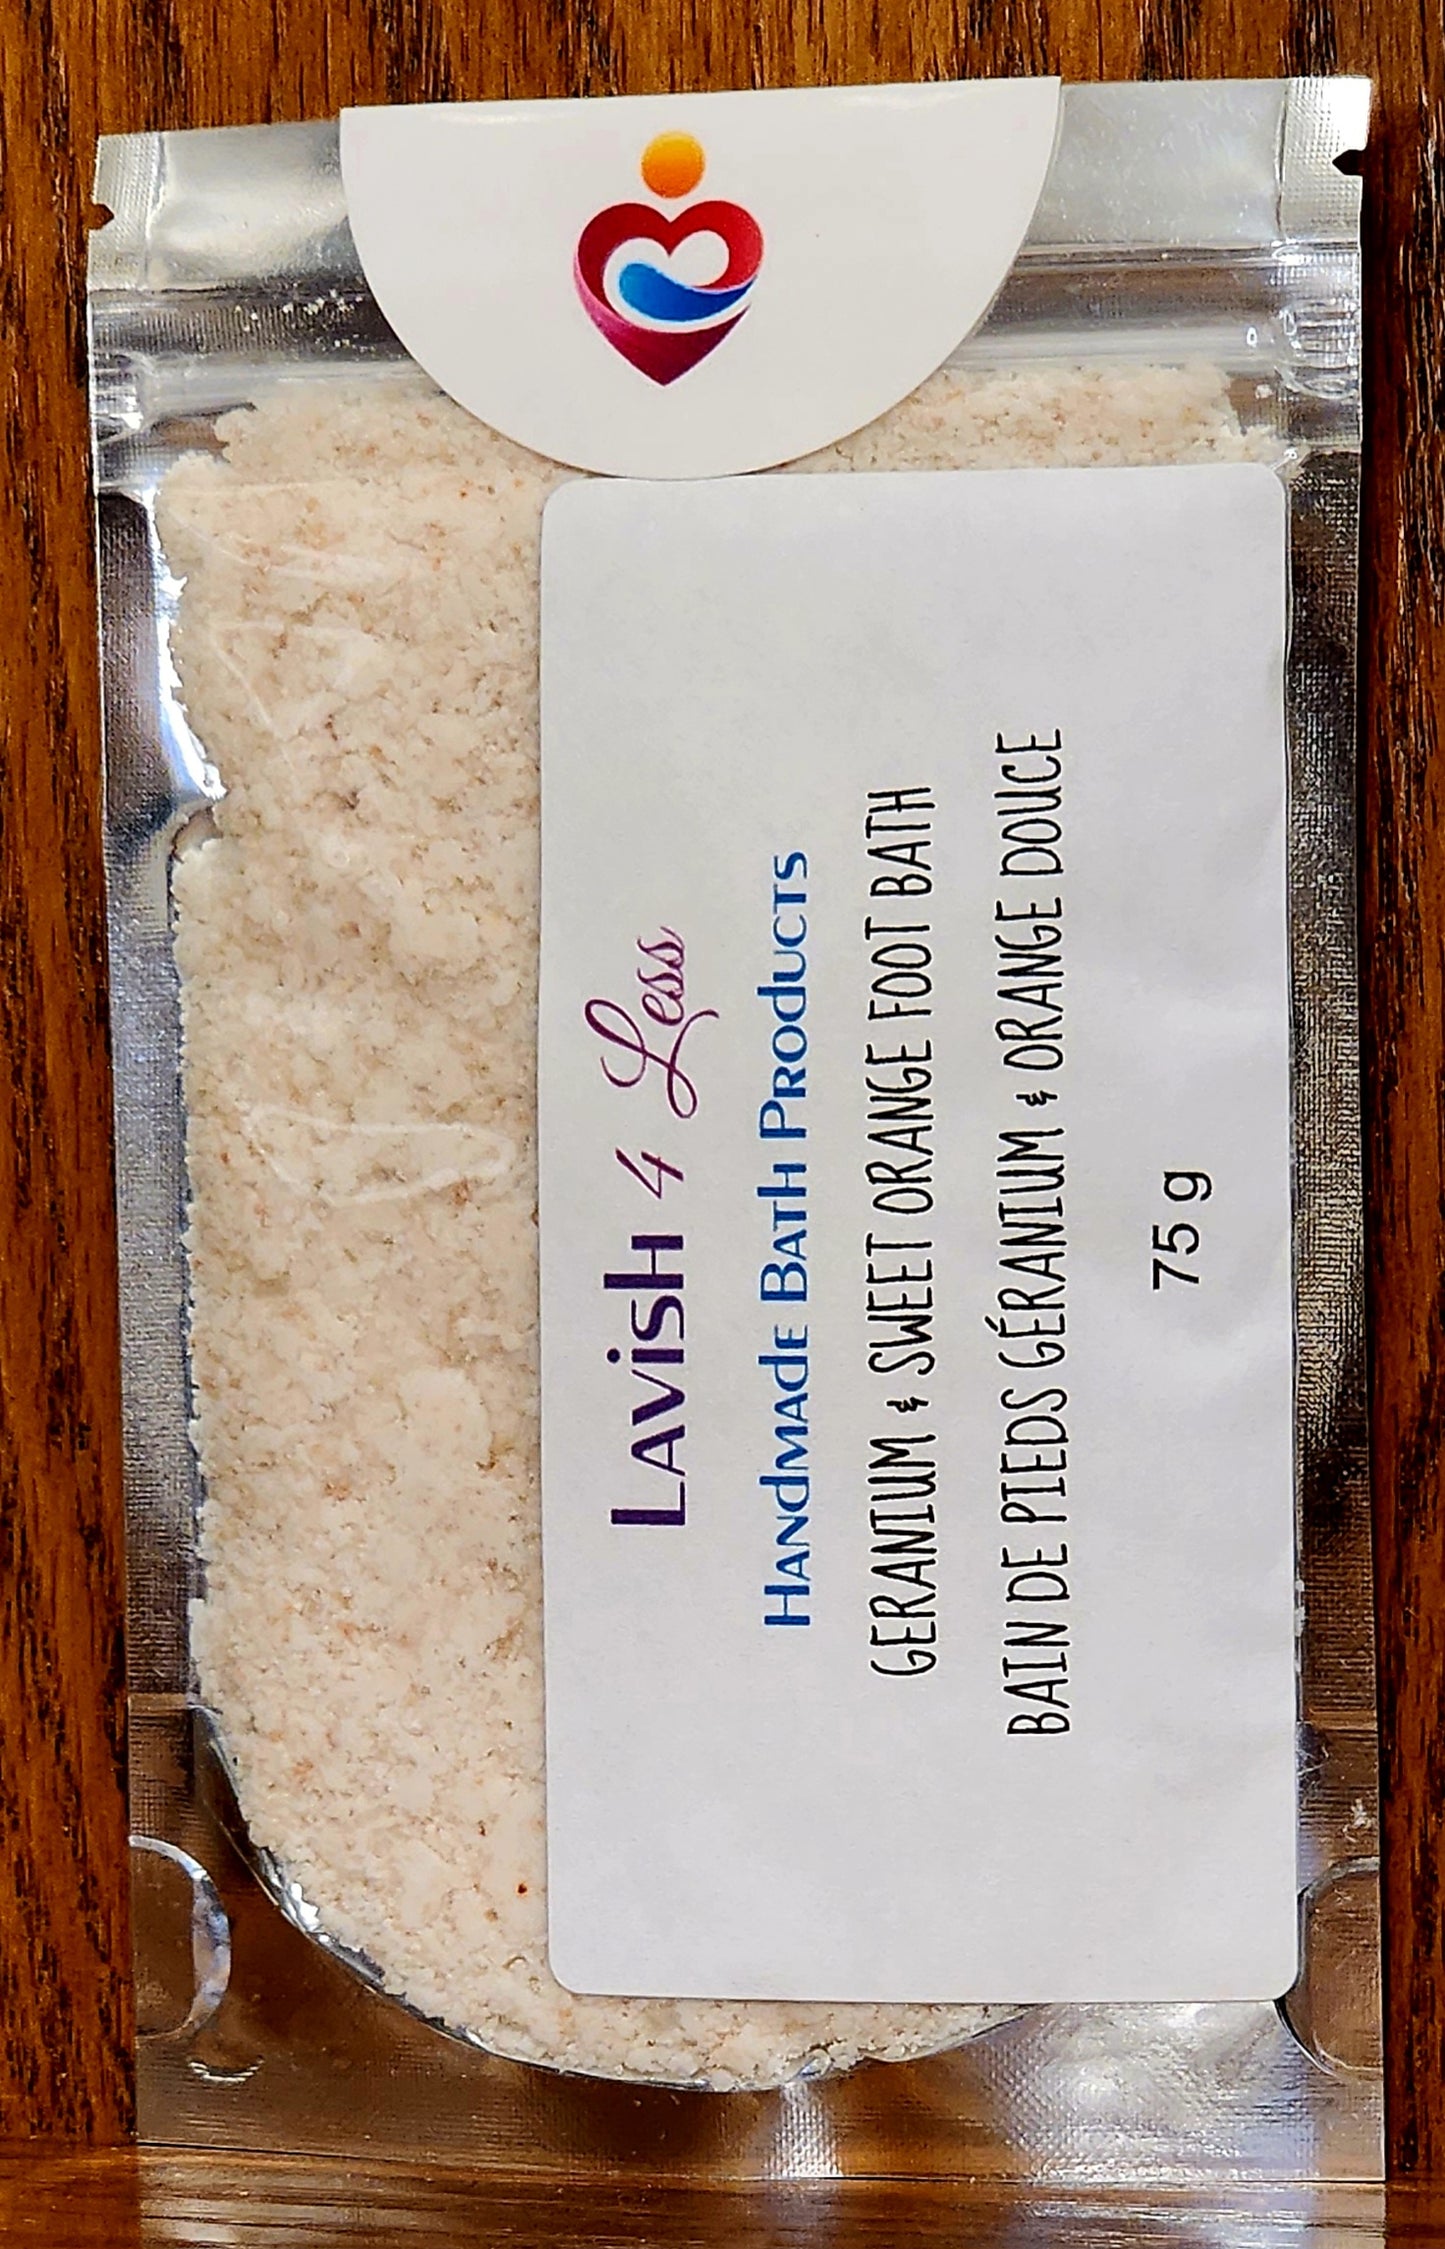 Lavish 4 Less
Handmade Bath Products
GERANIUM & SWEET ORANGE FOOT BATH
BAIN DE PIEDS GÉRANIUM & ORANGE DOUCE
75 g